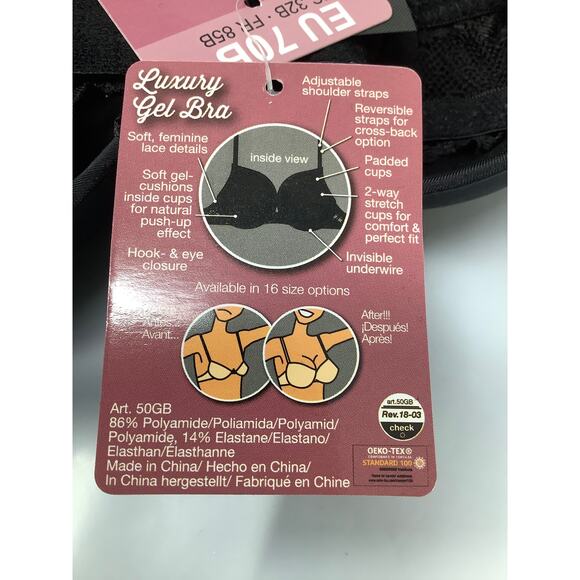 EU 70B
32B · FR 85B
Luxury
Gel Bra
Adjustable
shoulder straps
Reversible
straps for
cross-back
option
Soft, feminine
lace details
inside view
Padded
cups
Soft gel-
cushions
inside cups
for natural
push-up
effect
2-way
stretch
cups for
comfort &
perfect fit
Hook- & eye
closure
Invisible
underwire
Available in 16 size options
Antes...
Avant...
After!!!
¡Después!
Après!
Art. 50GB
86% Polyamide/Poliamida/Polyamid/
Polyamide, 14% Elastane/Elastano/
Elasthan/Élasthanne
Made in China/ Hecho en China/
In China hergestellt/ Fabriqué en Chine
art.50GB
Rev.18-03
check
OEKO-TEX®
STANDARD 100